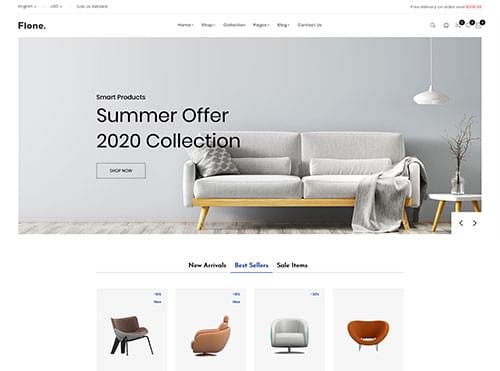 English
USD
Call Us 3965410
Free delivery on order over $200.00
Flone.
Home
Shop
Collection
Pages
Blog
Contact Us
Smart Products
Summer Offer
2020 Collection
SHOP NOW
New Arrivals
Best Sellers
Sale Items
-10%
New
-10%
New
-30%